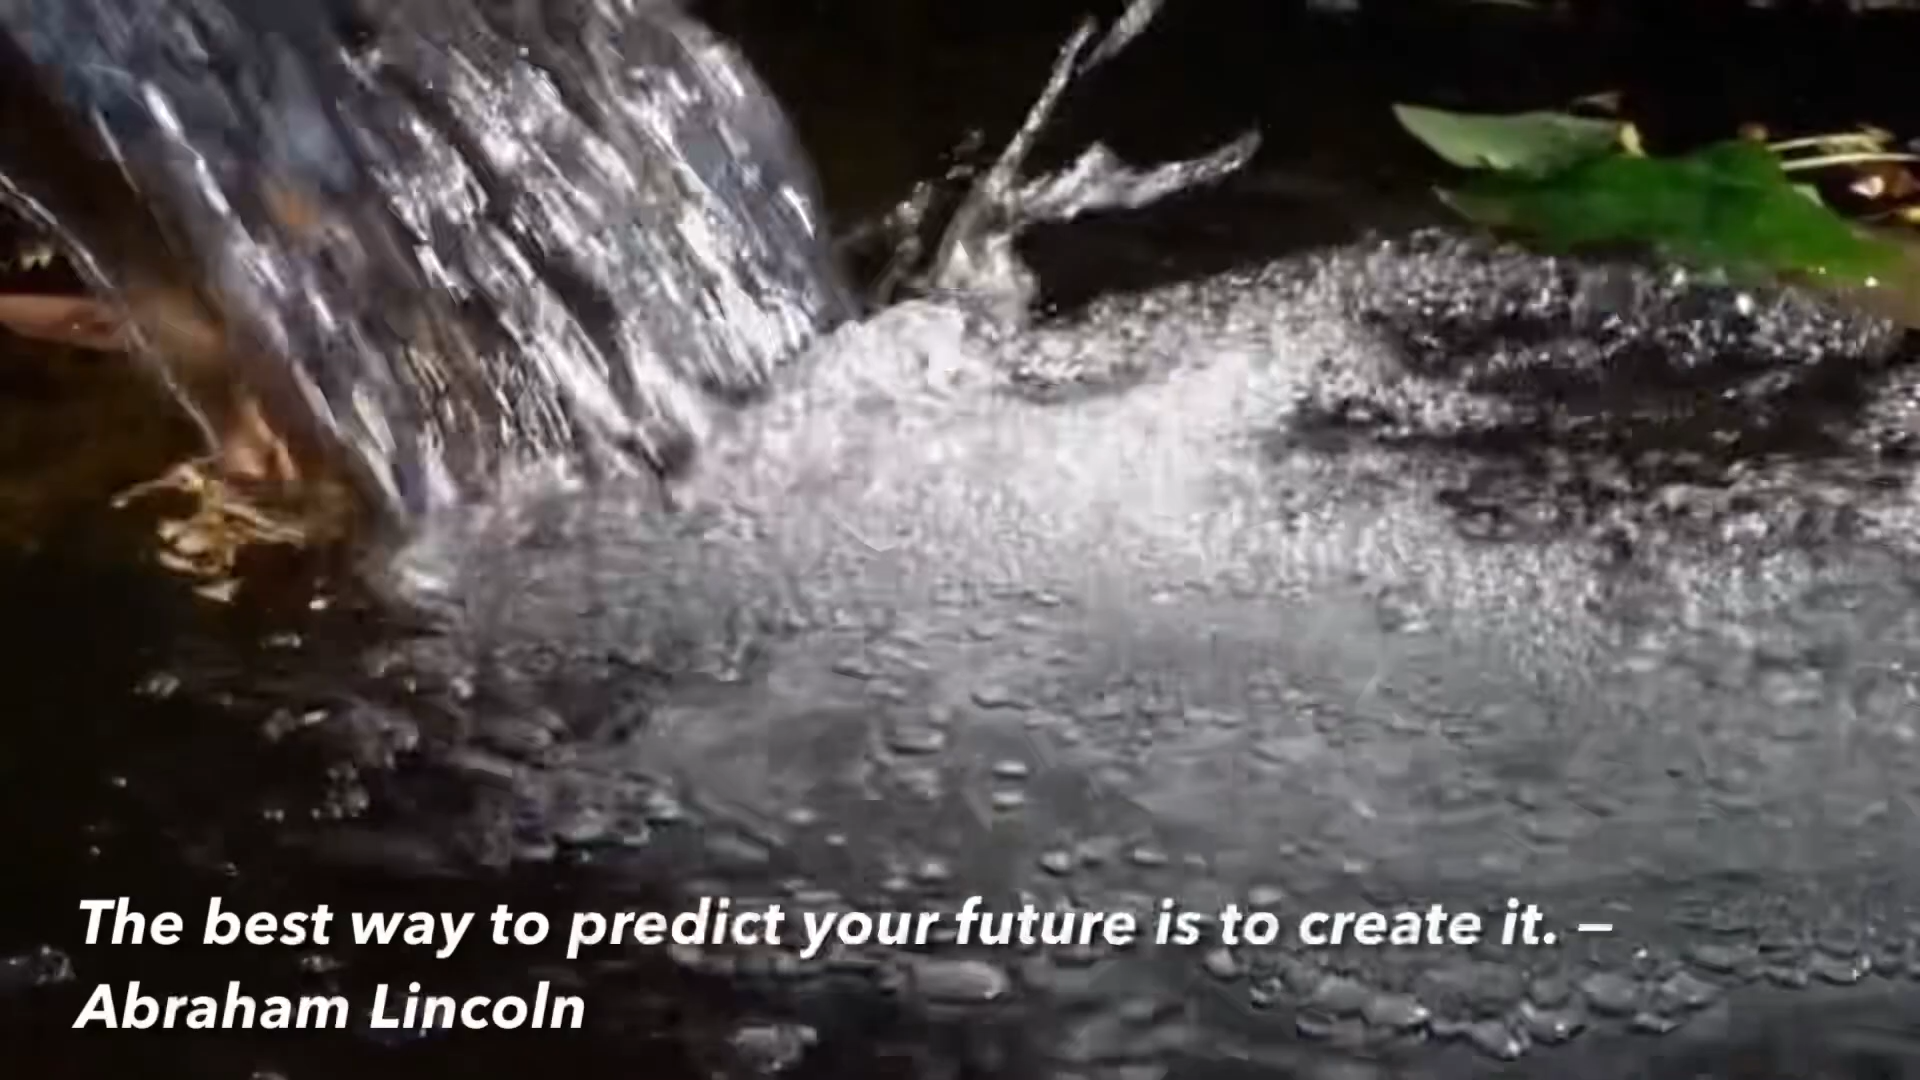 The best way to predict your future is to create it. –
Abraham Lincoln